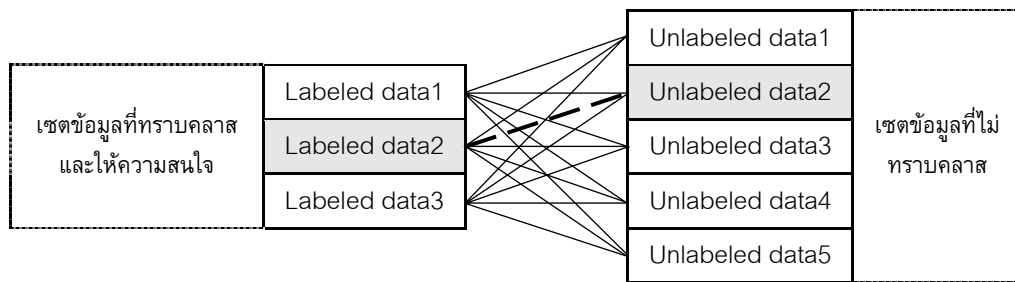 เซตข้อมูลที่ทราบคลาส
และให้ความสนใจ
Labeled data1
Labeled data2
Labeled data3
Unlabeled data1
Unlabeled data2
Unlabeled data3
Unlabeled data4
Unlabeled data5
เซตข้อมูลที่ไม่
ทราบคลาส